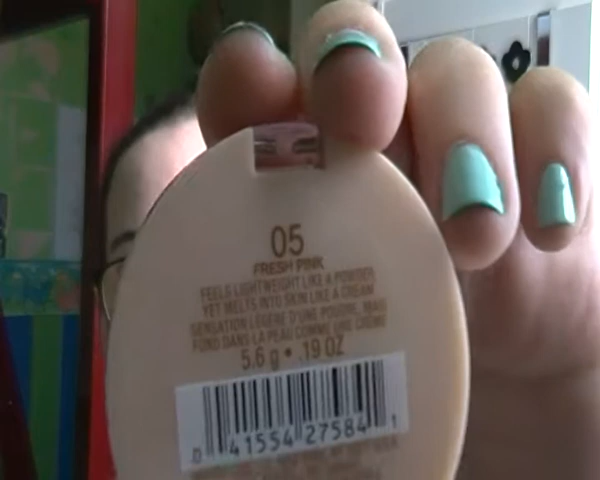 05
FRESH PINK
FEELS LIGHTWEIGHT LIKE A POWDER
YET MELTS INTO SKIN LIKE A CREAM
SENSATION LÉGÈRE D'UNE POUDRE, MAIS
FOND DANS LA PEAU COMME UNE CRÈME
5.6 g • .19 OZ
0 41554 27584 1